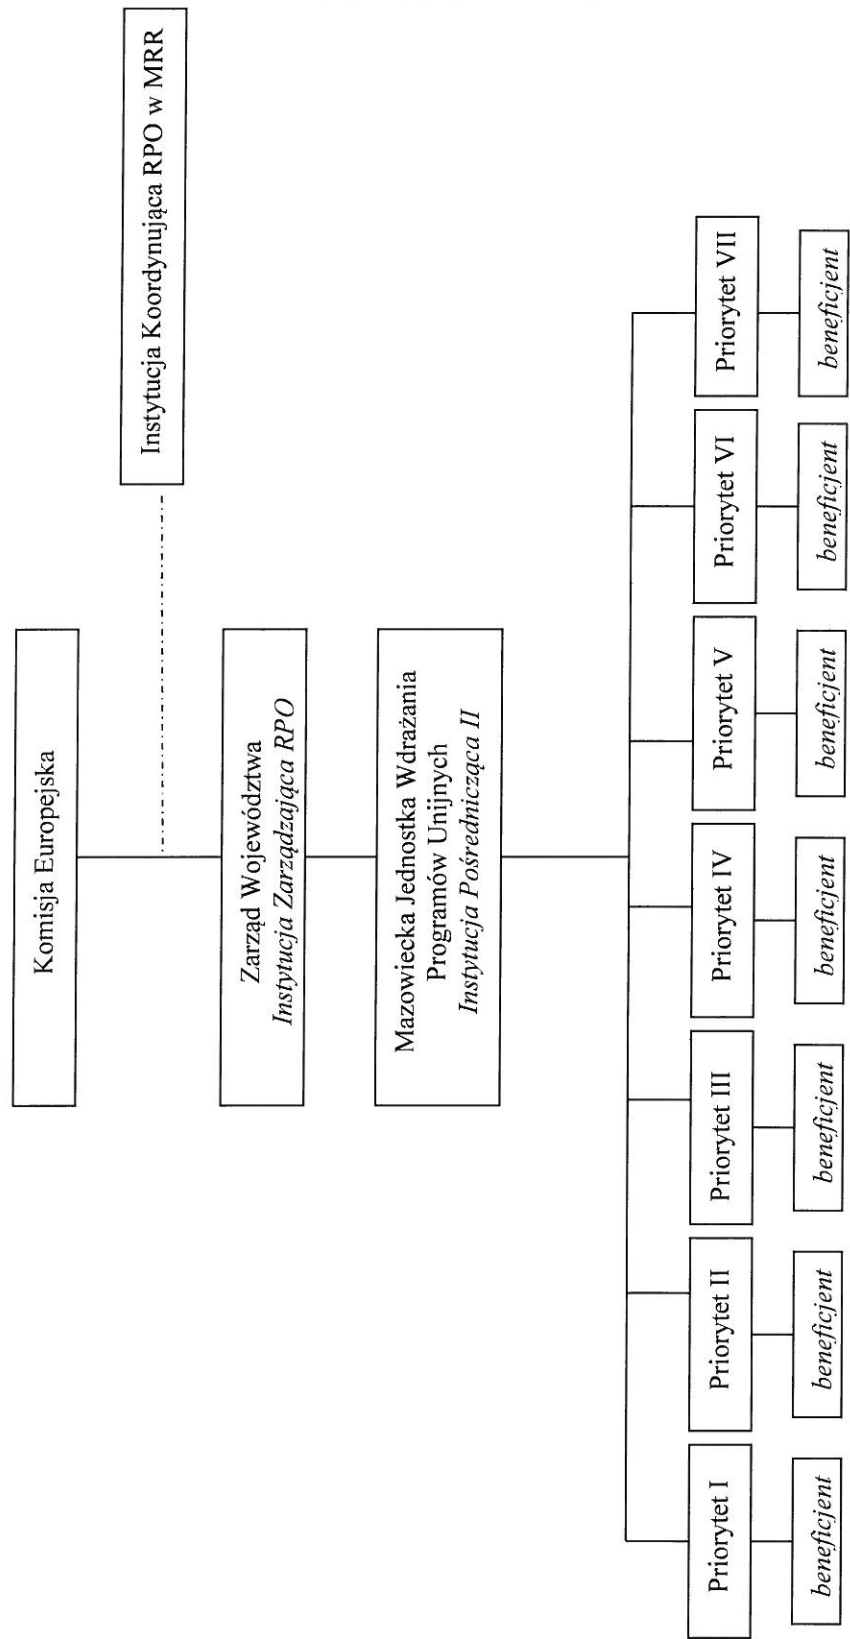 Komisja Europejska
Instytucja Koordynująca RPO w MRR
Zarząd Województwa
Instytucja Zarządzająca RPO
Mazowiecka Jednostka Wdrażania
Programów Unijnych
Instytucja Pośrednicząca II
Priorytet I
Priorytet II
Priorytet III
Priorytet IV
Priorytet V
Priorytet VI
Priorytet VII
beneficjent
beneficjent
beneficjent
beneficjent
beneficjent
beneficjent
beneficjent